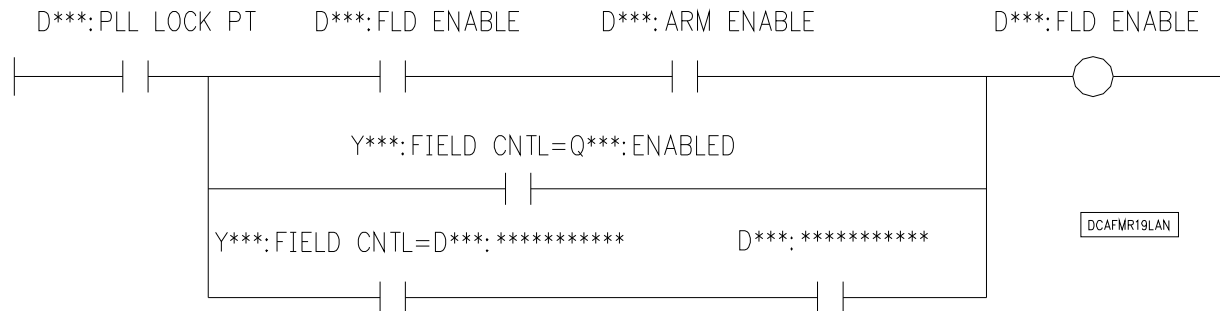 D***:PLL LOCK PT D***:FLD ENABLE D***:ARM ENABLE D***:FLD ENABLE
Y***:FIELD CNTL=Q***:ENABLED
DCAFMR19LAN
Y***:FIELD CNTL=D***:*********** D***:***********